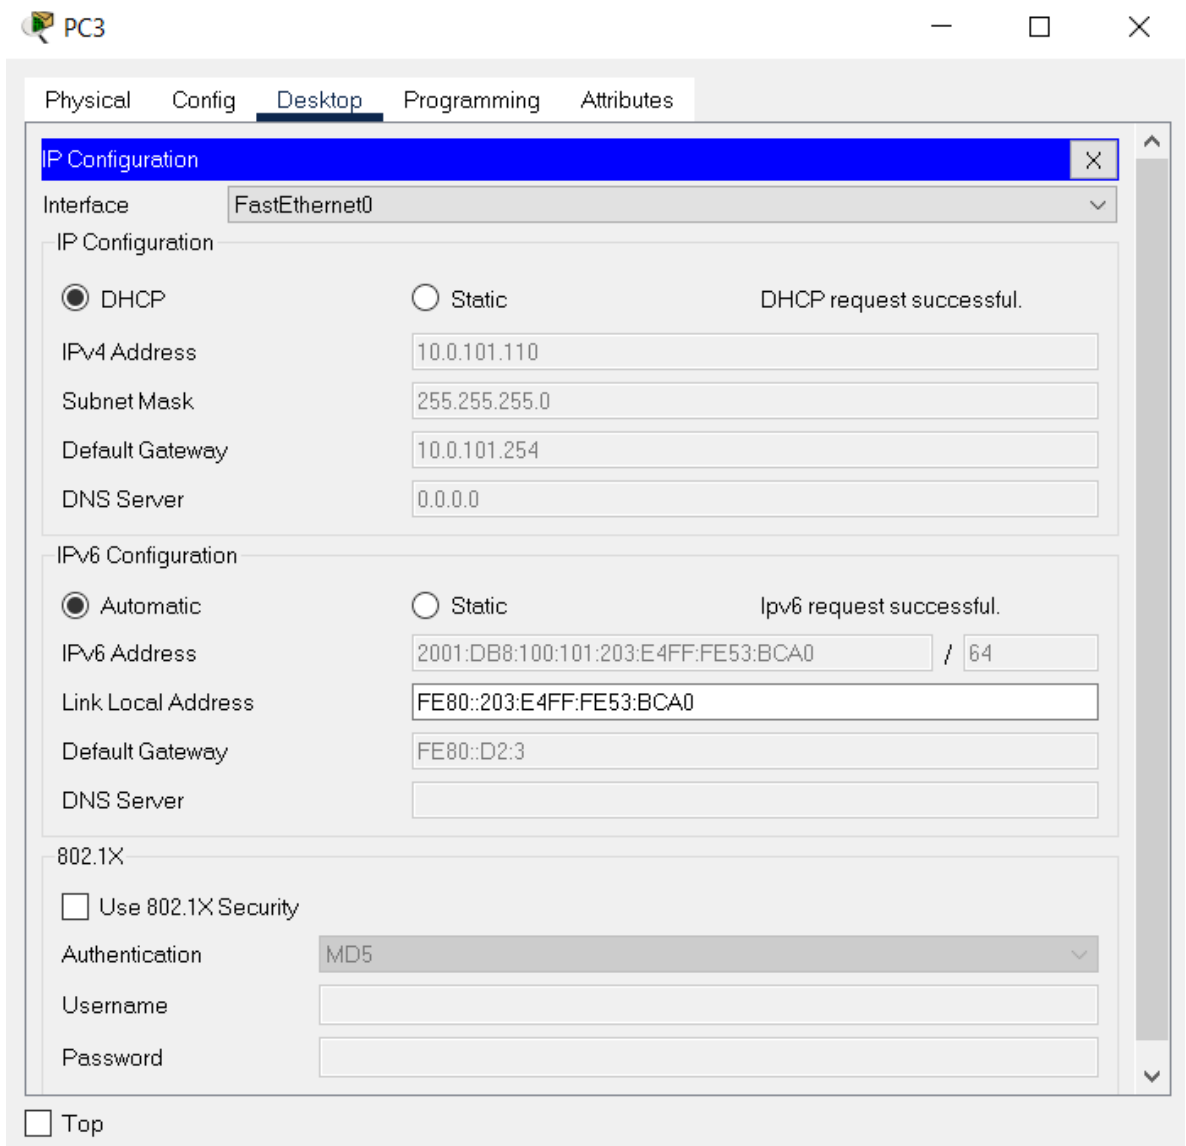 PC3
Physical Config Desktop Programming Attributes
IP Configuration X
Interface FastEthernet0
IP Configuration
DHCP Static DHCP request successful.
IPv4 Address 10.0.101.110
Subnet Mask 255.255.255.0
Default Gateway 10.0.101.254
DNS Server 0.0.0.0
IPv6 Configuration
Automatic Static Ipv6 request successful.
IPv6 Address 2001:DB8:100:101:203:E4FF:FE53:BCA0 / 64
Link Local Address FE80::203:E4FF:FE53:BCA0
Default Gateway FE80::D2:3
DNS Server
802.1X
Use 802.1X Security
Authentication MD5
Username
Password
Top